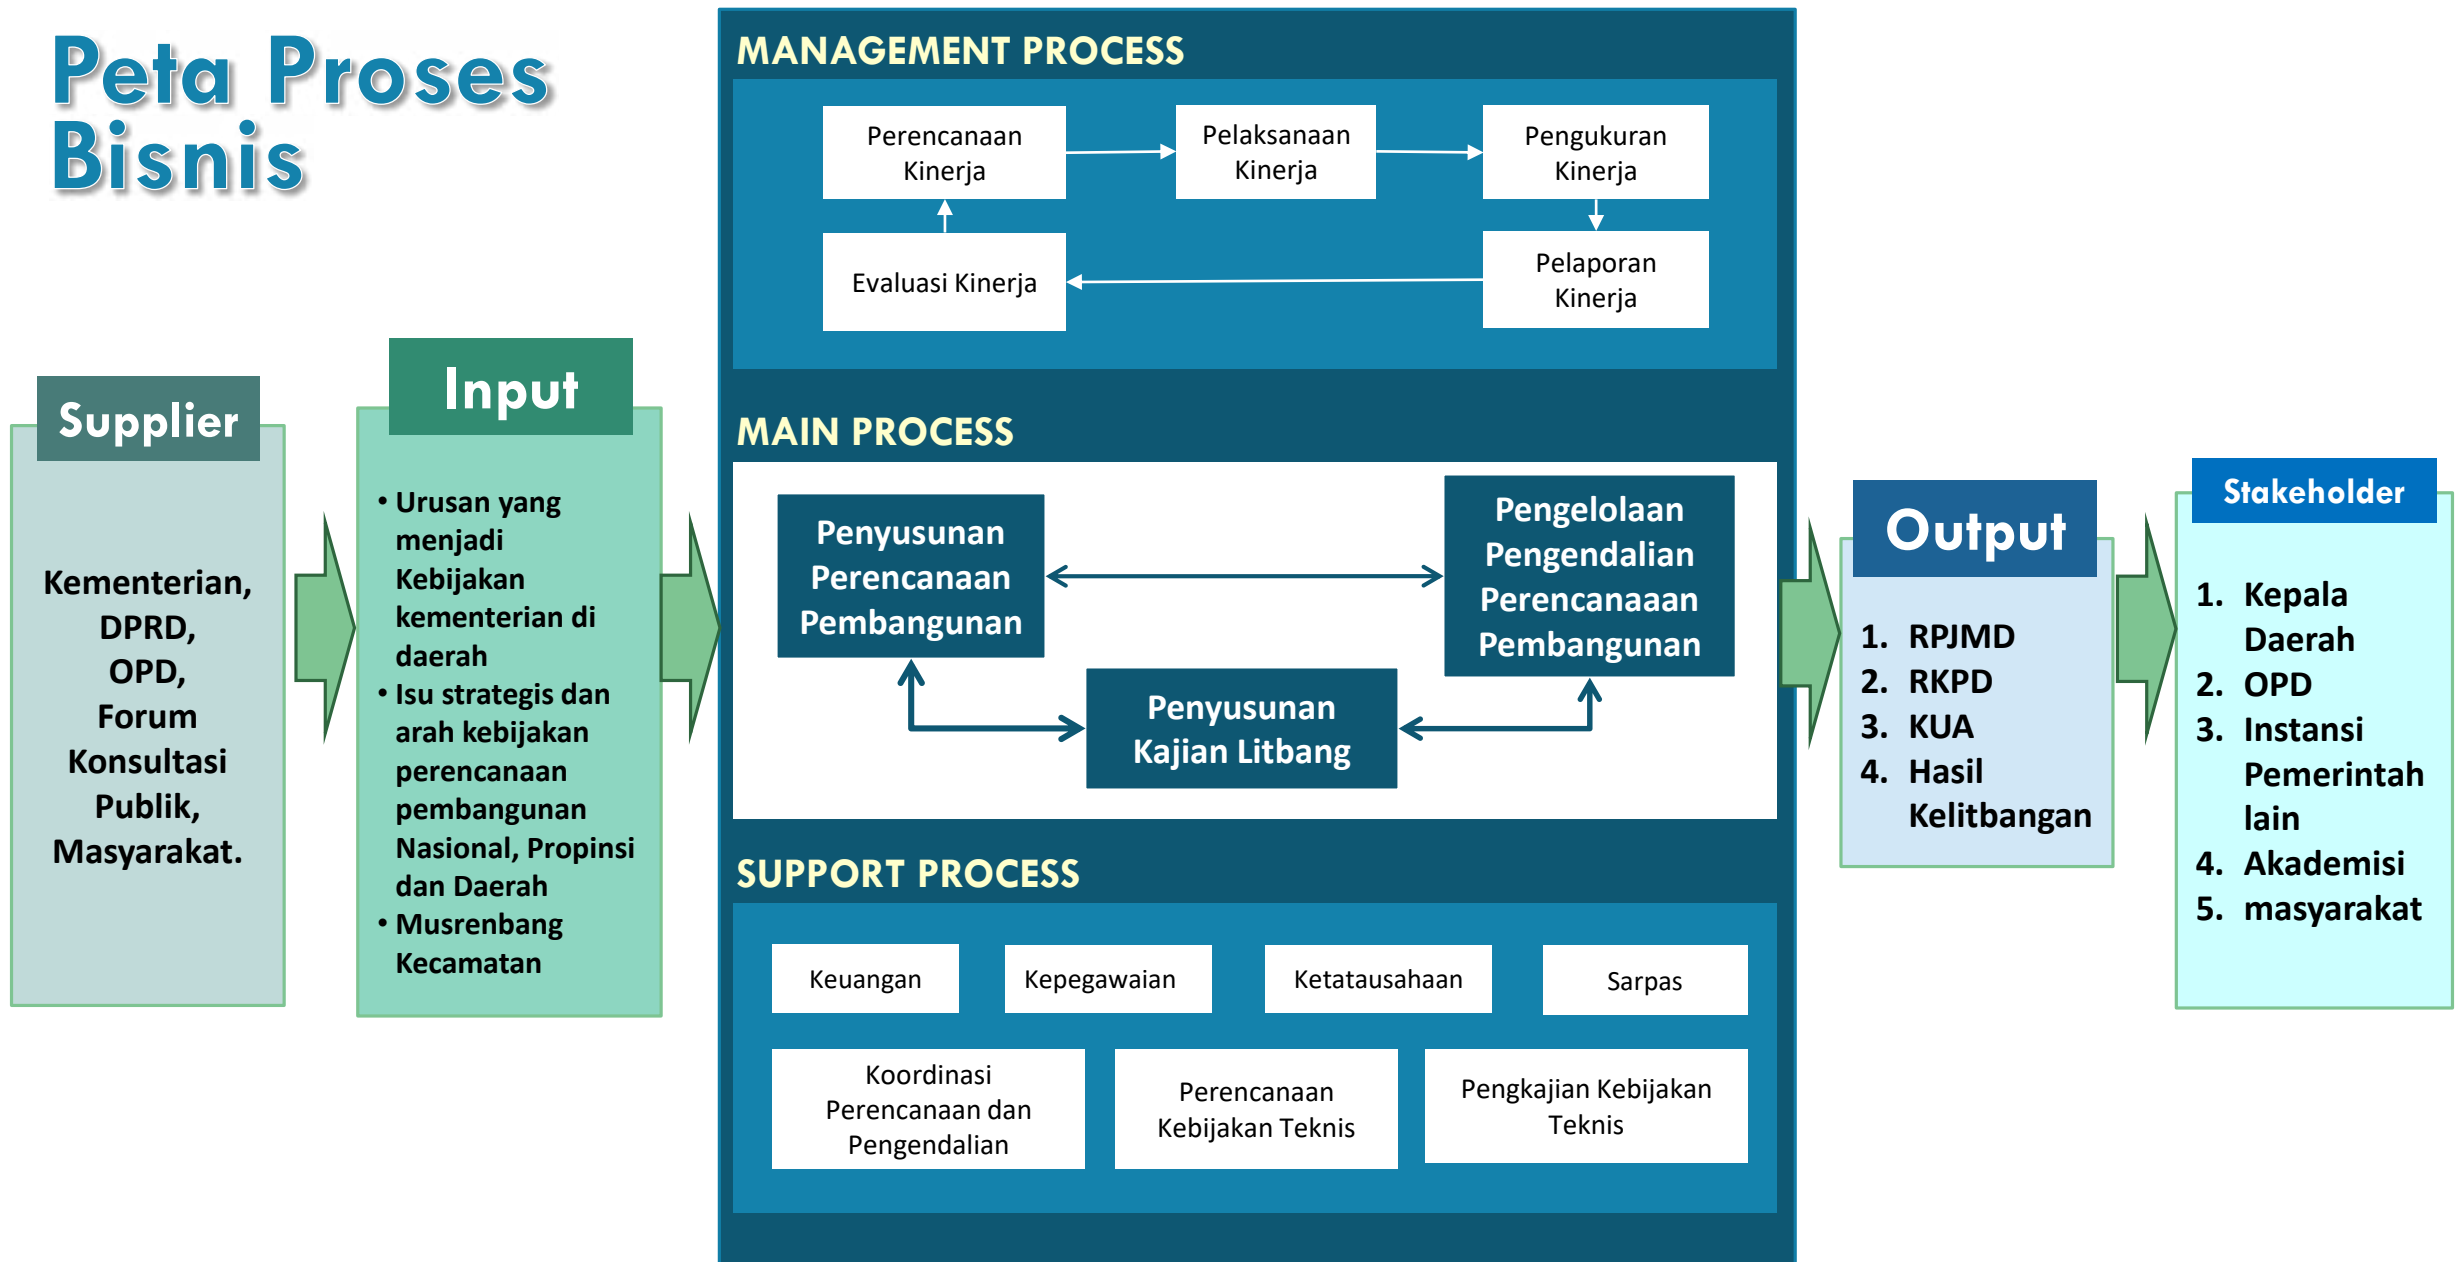 Peta Proses
Bisnis
Supplier
Kementerian,
DPRD,
OPD,
Forum
Konsultasi
Publik,
Masyarakat.
Input
• Urusan yang
menjadi
Kebijakan
kementerian di
daerah
• Isu strategis dan
arah kebijakan
perencanaan
pembangunan
Nasional, Propinsi
dan Daerah
• Musrenbang
Kecamatan
MANAGEMENT PROCESS
Perencanaan
Kinerja
Pelaksanaan
Kinerja
Pengukuran
Kinerja
Evaluasi Kinerja
Pelaporan
Kinerja
MAIN PROCESS
Penyusunan
Perencanaan
Pembangunan
Pengelolaan
Pengendalian
Perencanaaan
Pembangunan
Penyusunan
Kajian Litbang
SUPPORT PROCESS
Keuangan
Kepegawaian
Ketatausahaan
Sarpas
Koordinasi
Perencanaan dan
Pengendalian
Perencanaan
Kebijakan Teknis
Pengkajian Kebijakan
Teknis
Output
1. RPJMD
2. RKPD
3. KUA
4. Hasil
Kelitbangan
Stakeholder
1. Kepala
Daerah
2. OPD
3. Instansi
Pemerintah
lain
4. Akademisi
5. masyarakat